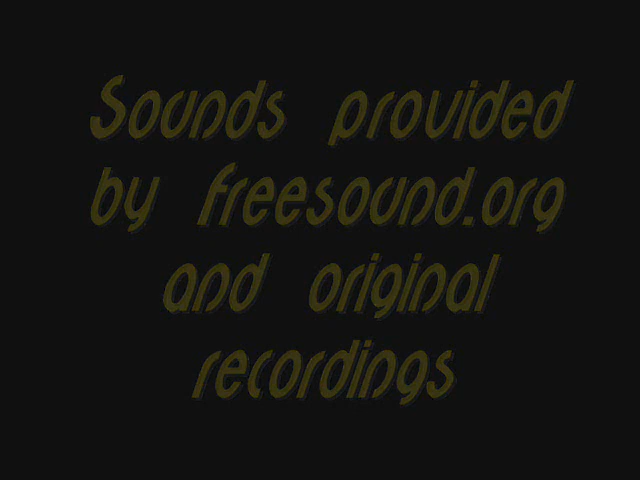 Sounds provided
by freesound.org
and original
recordings